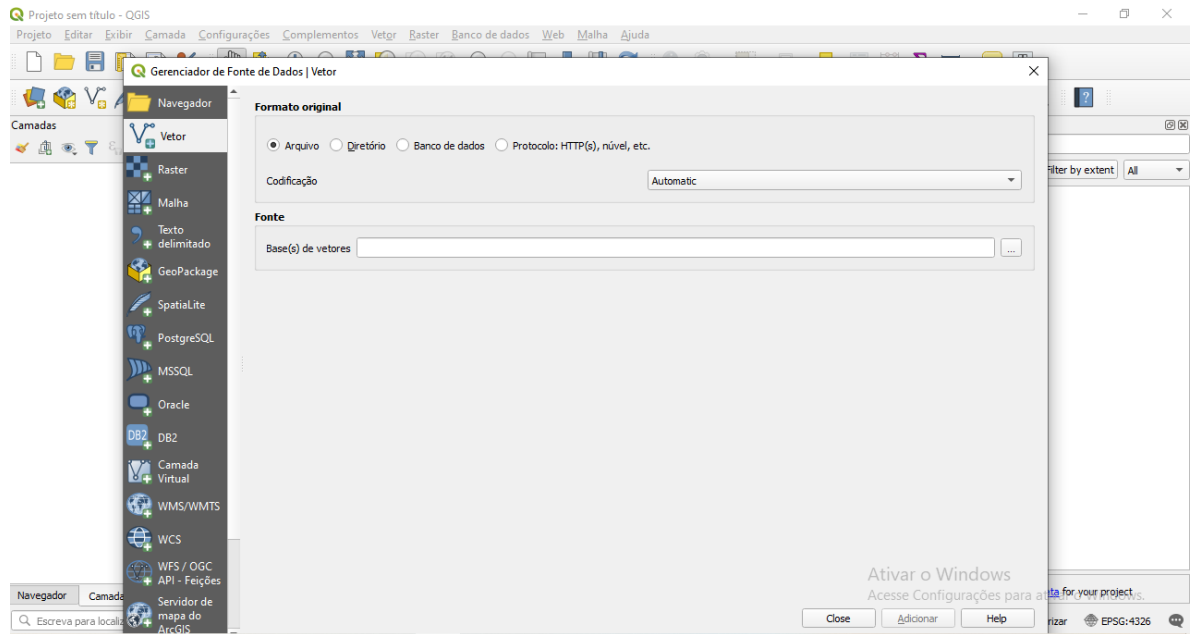 Projeto sem título - QGIS
Projeto Editar Exibir Camada Configurações Complementos Vetor Raster Banco de dados Web Malha Ajuda
Gerenciador de Fonte de Dados | Vetor
Camadas
Navegador
Vetor
Raster
Malha
Texto
delimitado
GeoPackage
SpatiaLite
PostgreSQL
MSSQL
Oracle
DB2
DB2
Camada
Virtual
WMS/WMTS
WCS
WFS / OGC
API - Feições
Servidor de
mapa do
ArcGIS
Formato original
Arquivo Diretório Banco de dados Protocolo: HTTP(s), núvel, etc.
Codificação Automatic
Fonte
Base(s) de vetores ...
Filter by extent All
Ativar o Windows
Acesse Configurações para ativar o Windows.
Close Adicionar Help
Navegador Camada
Escreva para localiz
ata for your project
rizar EPSG:4326